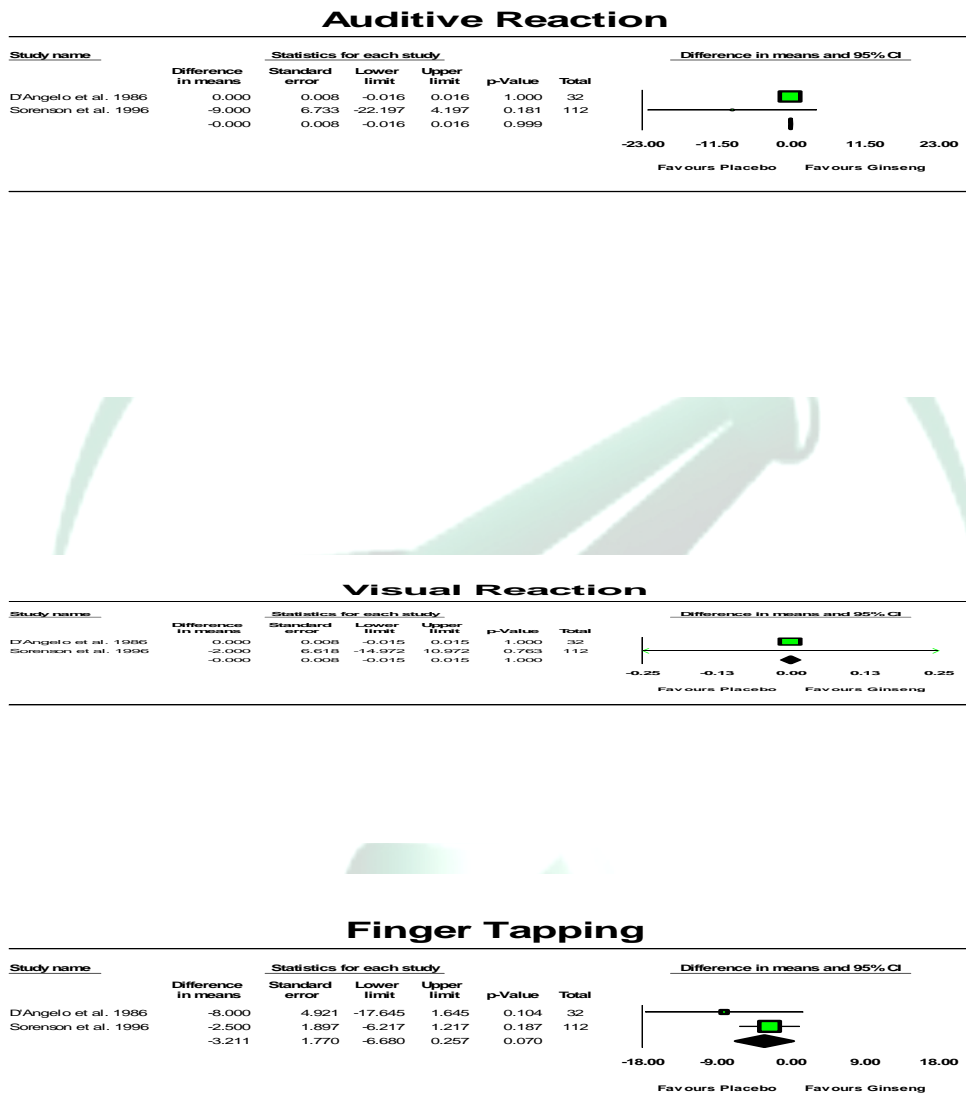 Auditive Reaction
Study name Statistics for each study Difference in means and 95% CI
Difference in means Standard error Lower limit Upper limit p-Value Total
D'Angelo et al. 1986 0.000 0.008 -0.016 0.016 1.000 32
Sorenson et al. 1996 -9.000 6.733 -22.197 4.197 0.181 112
-0.000 0.008 -0.016 0.016 0.999
-23.00 -11.50 0.00 11.50 23.00
Favours Placebo Favours Ginseng
Visual Reaction
Study name Statistics for each study Difference in means and 95% CI
Difference in means Standard error Lower limit Upper limit p-Value Total
D'Angelo et al. 1986 0.000 0.008 -0.015 0.015 1.000 32
Sorenson et al. 1996 -2.000 6.618 -14.972 10.972 0.763 112
-0.000 0.008 -0.015 0.015 1.000
-0.25 -0.13 0.00 0.13 0.25
Favours Placebo Favours Ginseng
Finger Tapping
Study name Statistics for each study Difference in means and 95% CI
Difference in means Standard error Lower limit Upper limit p-Value Total
D'Angelo et al. 1986 -8.000 4.921 -17.645 1.645 0.104 32
Sorenson et al. 1996 -2.500 1.897 -6.217 1.217 0.187 112
-3.211 1.770 -6.680 0.257 0.070
-18.00 -9.00 0.00 9.00 18.00
Favours Placebo Favours Ginseng